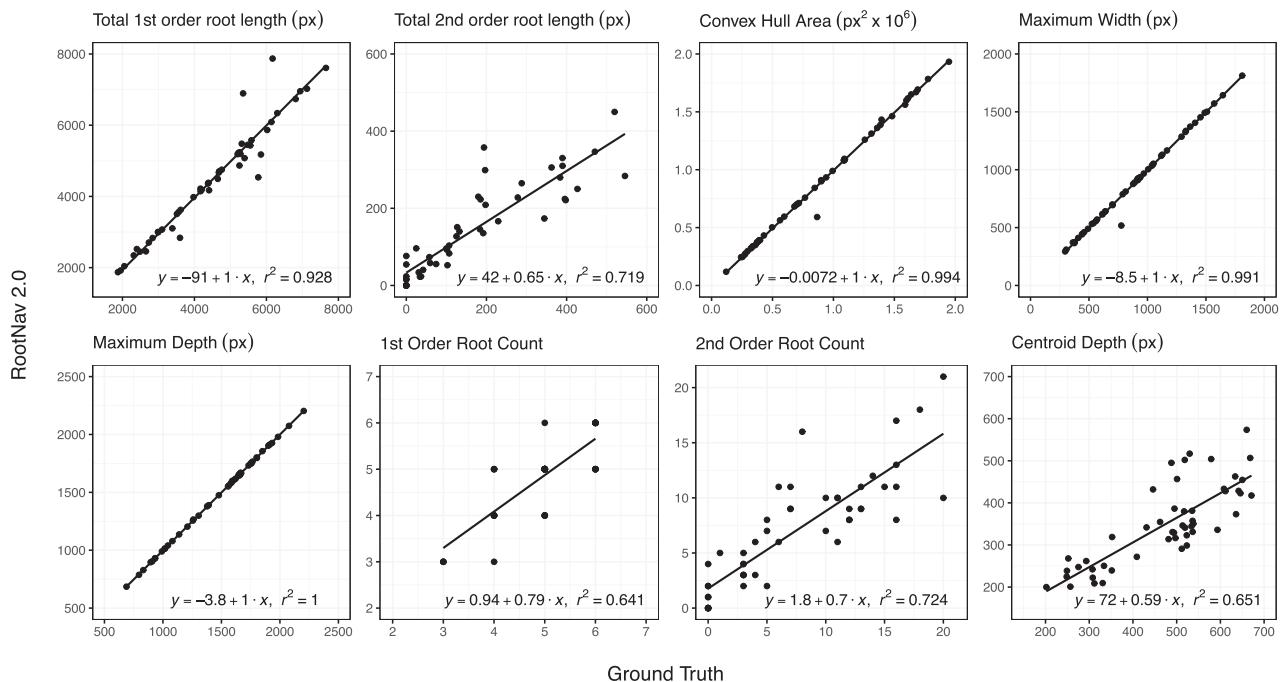 Total 1st order root length (px)
Total 2nd order root length (px)
Convex Hull Area (px² x 10⁶)
Maximum Width (px)
8000
6000
4000
2000
y = −91 + 1 · x, r² = 0.928
2000 4000 6000 8000
600
400
200
0
y = 42 + 0.65 · x, r² = 0.719
0 200 400 600
2.0
1.5
1.0
0.5
0.0
y = −0.0072 + 1 · x, r² = 0.994
0.0 0.5 1.0 1.5 2.0
2000
1500
1000
500
0
y = −8.5 + 1 · x, r² = 0.991
0 500 1000 1500 2000
RootNav 2.0
Maximum Depth (px)
1st Order Root Count
2nd Order Root Count
Centroid Depth (px)
2500
2000
1500
1000
500
y = −3.8 + 1 · x, r² = 1
500 1000 1500 2000 2500
7
6
5
4
3
2
y = 0.94 + 0.79 · x, r² = 0.641
2 3 4 5 6 7
20
15
10
5
0
y = 1.8 + 0.7 · x, r² = 0.724
0 5 10 15 20
700
600
500
400
300
200
y = 72 + 0.59 · x, r² = 0.651
200 300 400 500 600 700
Ground Truth